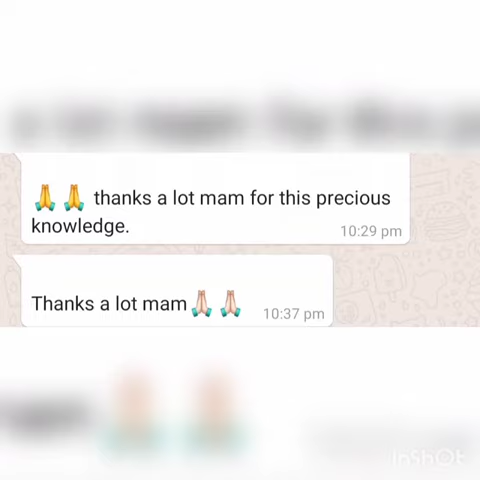 🙏 🙏 thanks a lot mam for this precious
knowledge.
10:29 pm
Thanks a lot mam🙏🏻 🙏🏻
10:37 pm
InShOt